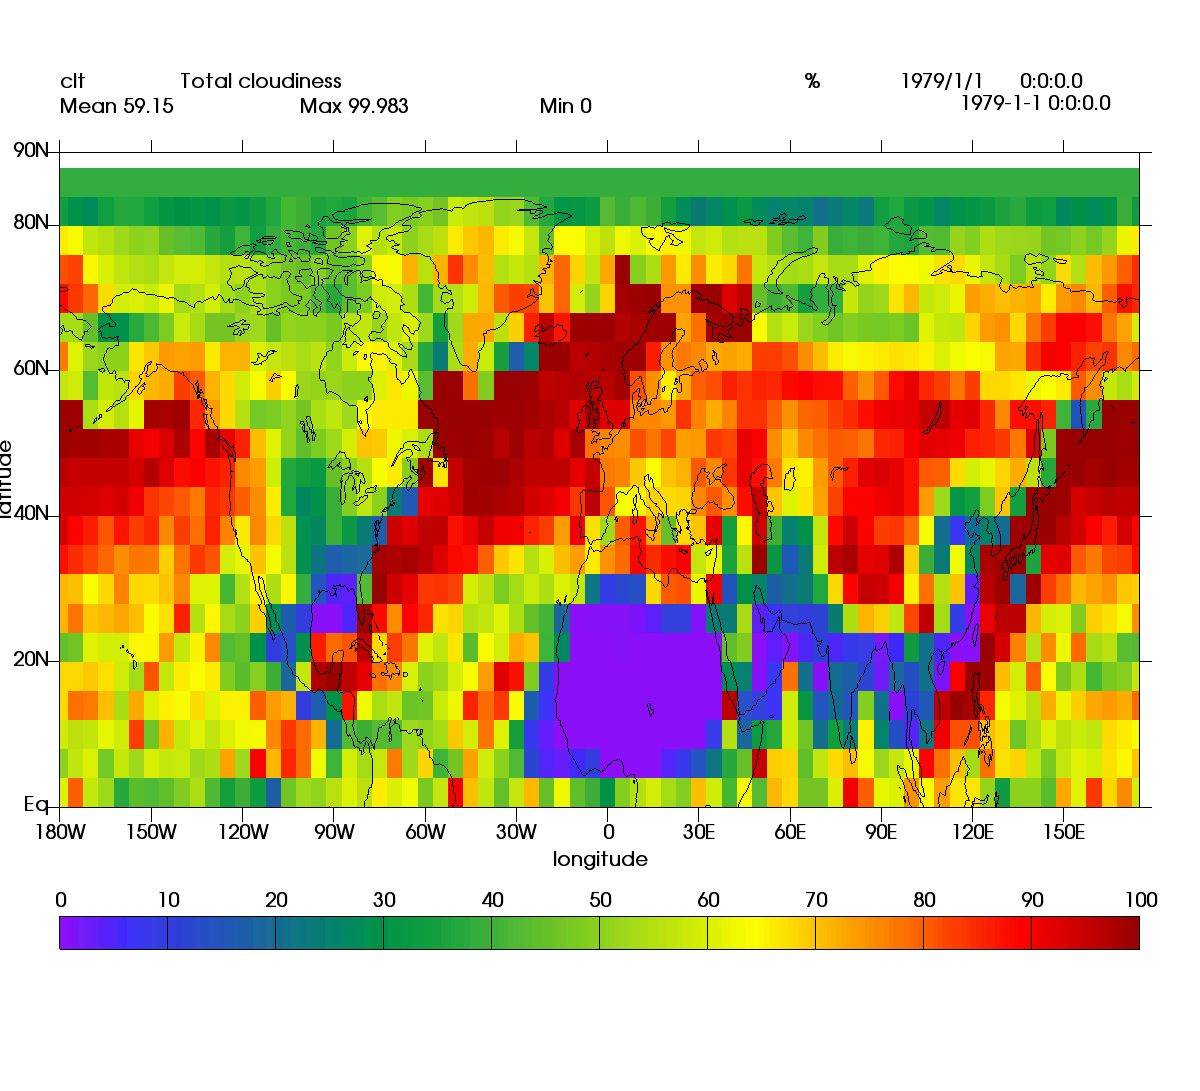 clt Total cloudiness % 1979/1/1 0:0:0.0
Mean 59.15 Max 99.983 Min 0 1979-1-1 0:0:0.0
90N
80N
60N
40N
20N
Eq
latitude
180W 150W 120W 90W 60W 30W 0 30E 60E 90E 120E 150E
longitude
0 10 20 30 40 50 60 70 80 90 100